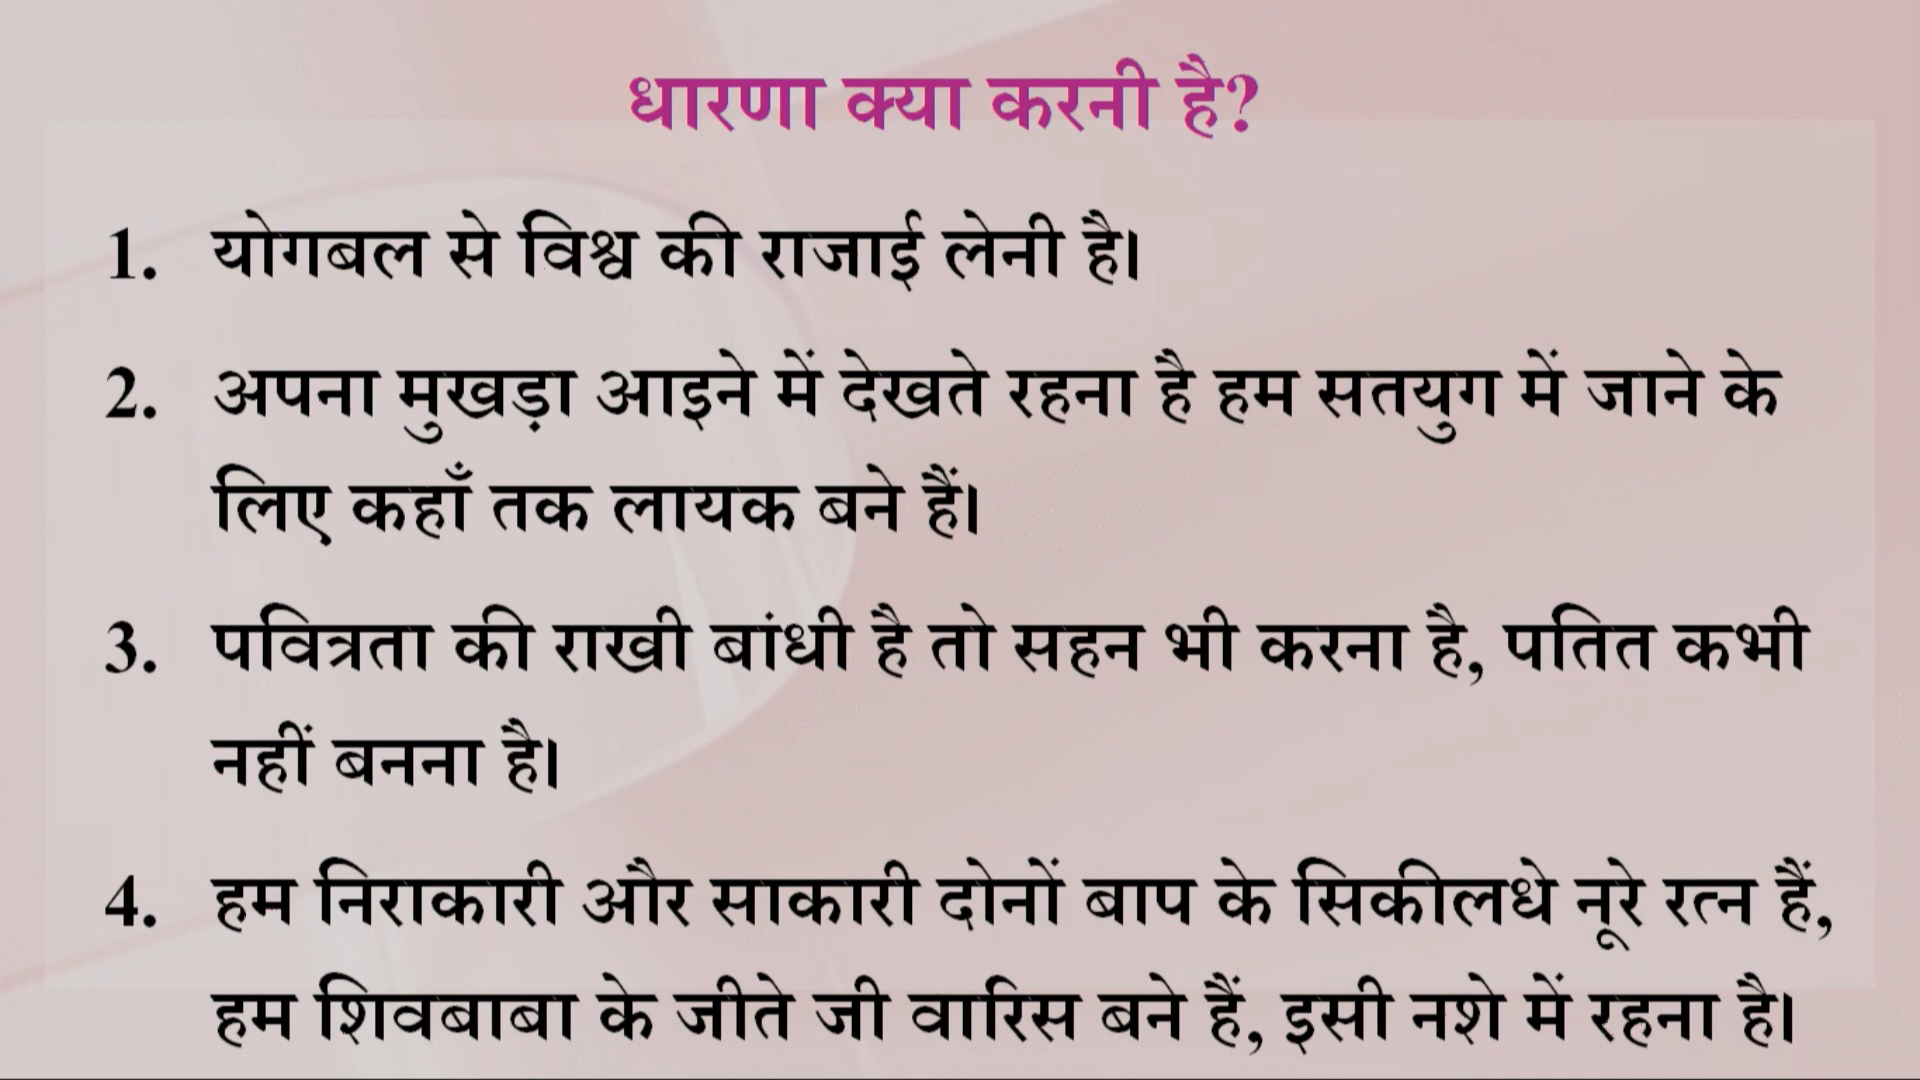 धारणा क्या करनी है?
1. योगबल से विश्व की राजाई लेनी है।
2. अपना मुखड़ा आइने में देखते रहना है हम सतयुग में जाने के
लिए कहाँ तक लायक बने हैं।
3. पवित्रता की राखी बांधी है तो सहन भी करना है, पतित कभी
नहीं बनना है।
4. हम निराकारी और साकारी दोनों बाप के सिकीलधे नूरे रत्न हैं,
हम शिवबाबा के जीते जी वारिस बने हैं, इसी नशे में रहना है।